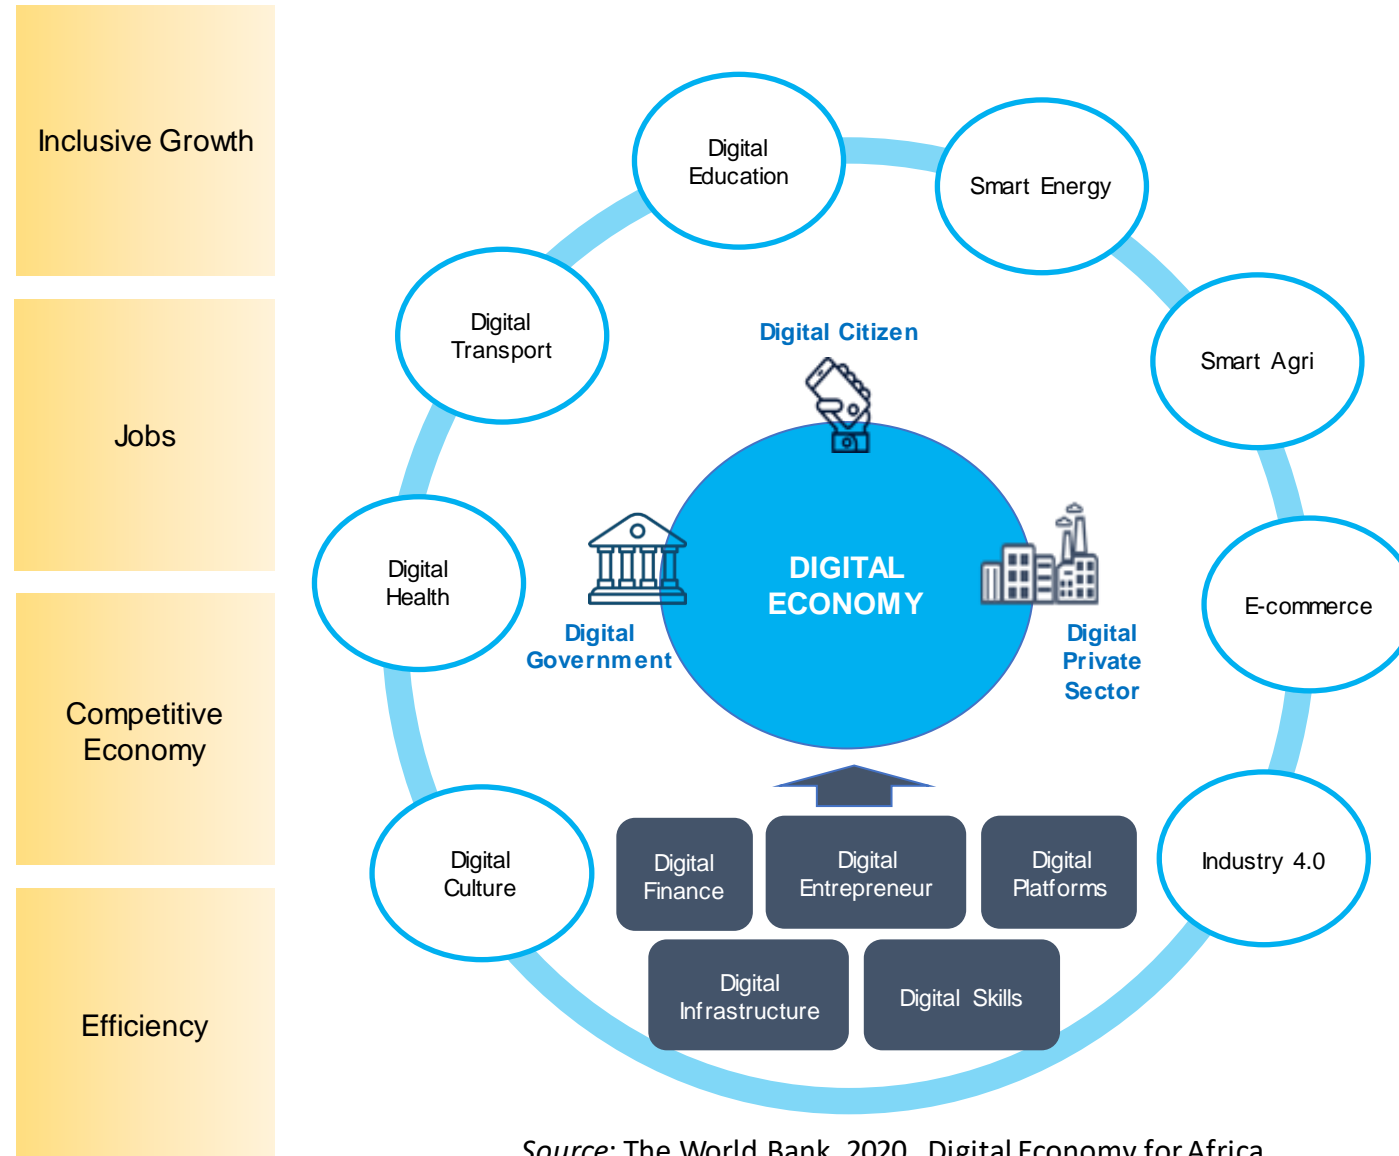 Inclusive Growth
Jobs
Competitive
Economy
Efficiency
Digital
Education
Smart Energy
Digital
Transport
Smart Agri
Digital Citizen
Digital
Health
DIGITAL
ECONOMY
E-commerce
Digital
Government
Digital
Private
Sector
Digital
Culture
Digital
Finance
Digital
Entrepreneur
Digital
Platforms
Industry 4.0
Digital
Infrastructure
Digital Skills
Source: The World Bank, 2020. Digital Economy for Africa